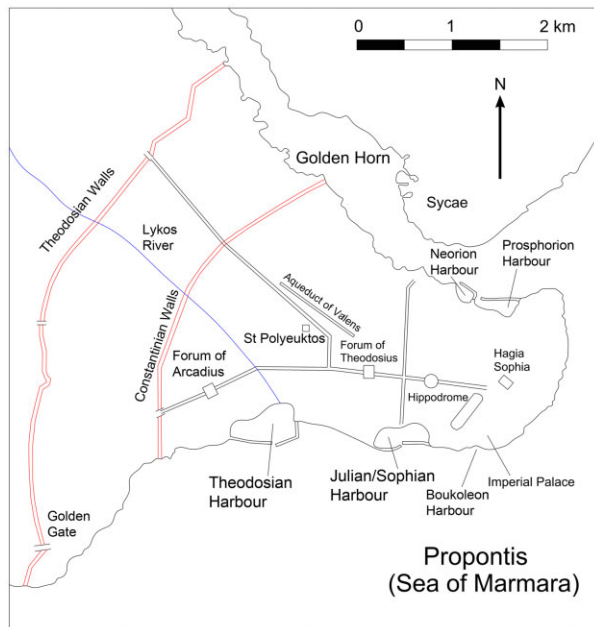 0 1 2 km
N
Golden Horn
Sycae
Theodosian Walls
Lykos
River
Neorion
Harbour
Prosphorion
Harbour
Constantinian Walls
Aqueduct of Valens
St Polyeuktos
Forum of
Theodosius
Forum of
Arcadius
Hagia
Sophia
Hippodrome
Theodosian
Harbour
Julian/Sophian
Harbour
Imperial Palace
Boukoleon
Harbour
Golden
Gate
Propontis
(Sea of Marmara)